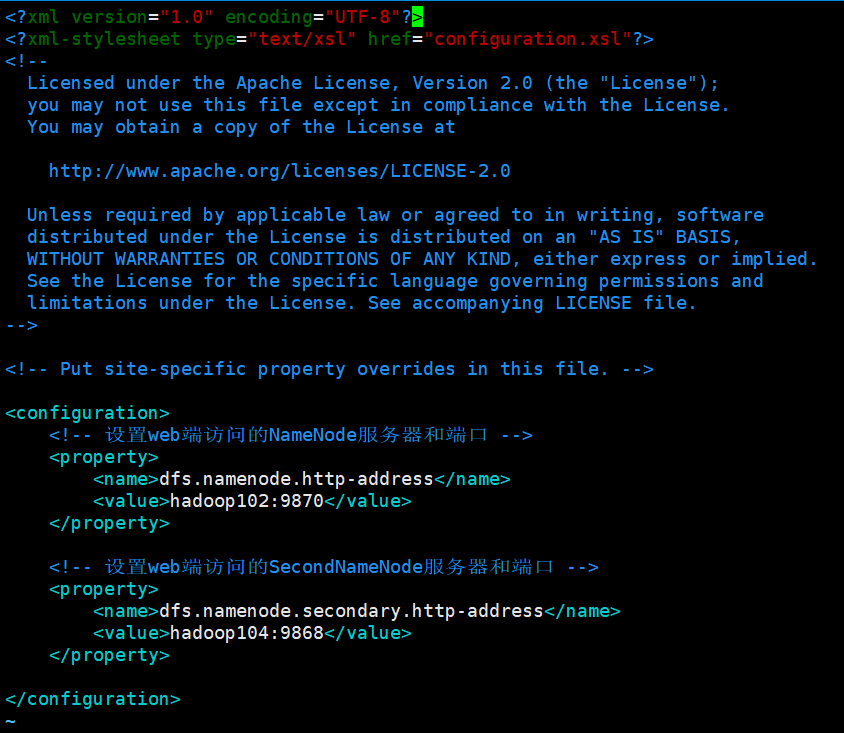 <?xml version="1.0" encoding="UTF-8"?>
<?xml-stylesheet type="text/xsl" href="configuration.xsl"?>
<!--
  Licensed under the Apache License, Version 2.0 (the "License");
  you may not use this file except in compliance with the License.
  You may obtain a copy of the License at

    http://www.apache.org/licenses/LICENSE-2.0

  Unless required by applicable law or agreed to in writing, software
  distributed under the License is distributed on an "AS IS" BASIS,
  WITHOUT WARRANTIES OR CONDITIONS OF ANY KIND, either express or implied.
  See the License for the specific language governing permissions and
  limitations under the License. See accompanying LICENSE file.
-->

<!-- Put site-specific property overrides in this file. -->

<configuration>
    <!-- 设置web端访问的NameNode服务器和端口 -->
    <property>
        <name>dfs.namenode.http-address</name>
        <value>hadoop102:9870</value>
    </property>

    <!-- 设置web端访问的SecondNameNode服务器和端口 -->
    <property>
        <name>dfs.namenode.secondary.http-address</name>
        <value>hadoop104:9868</value>
    </property>

</configuration>
~